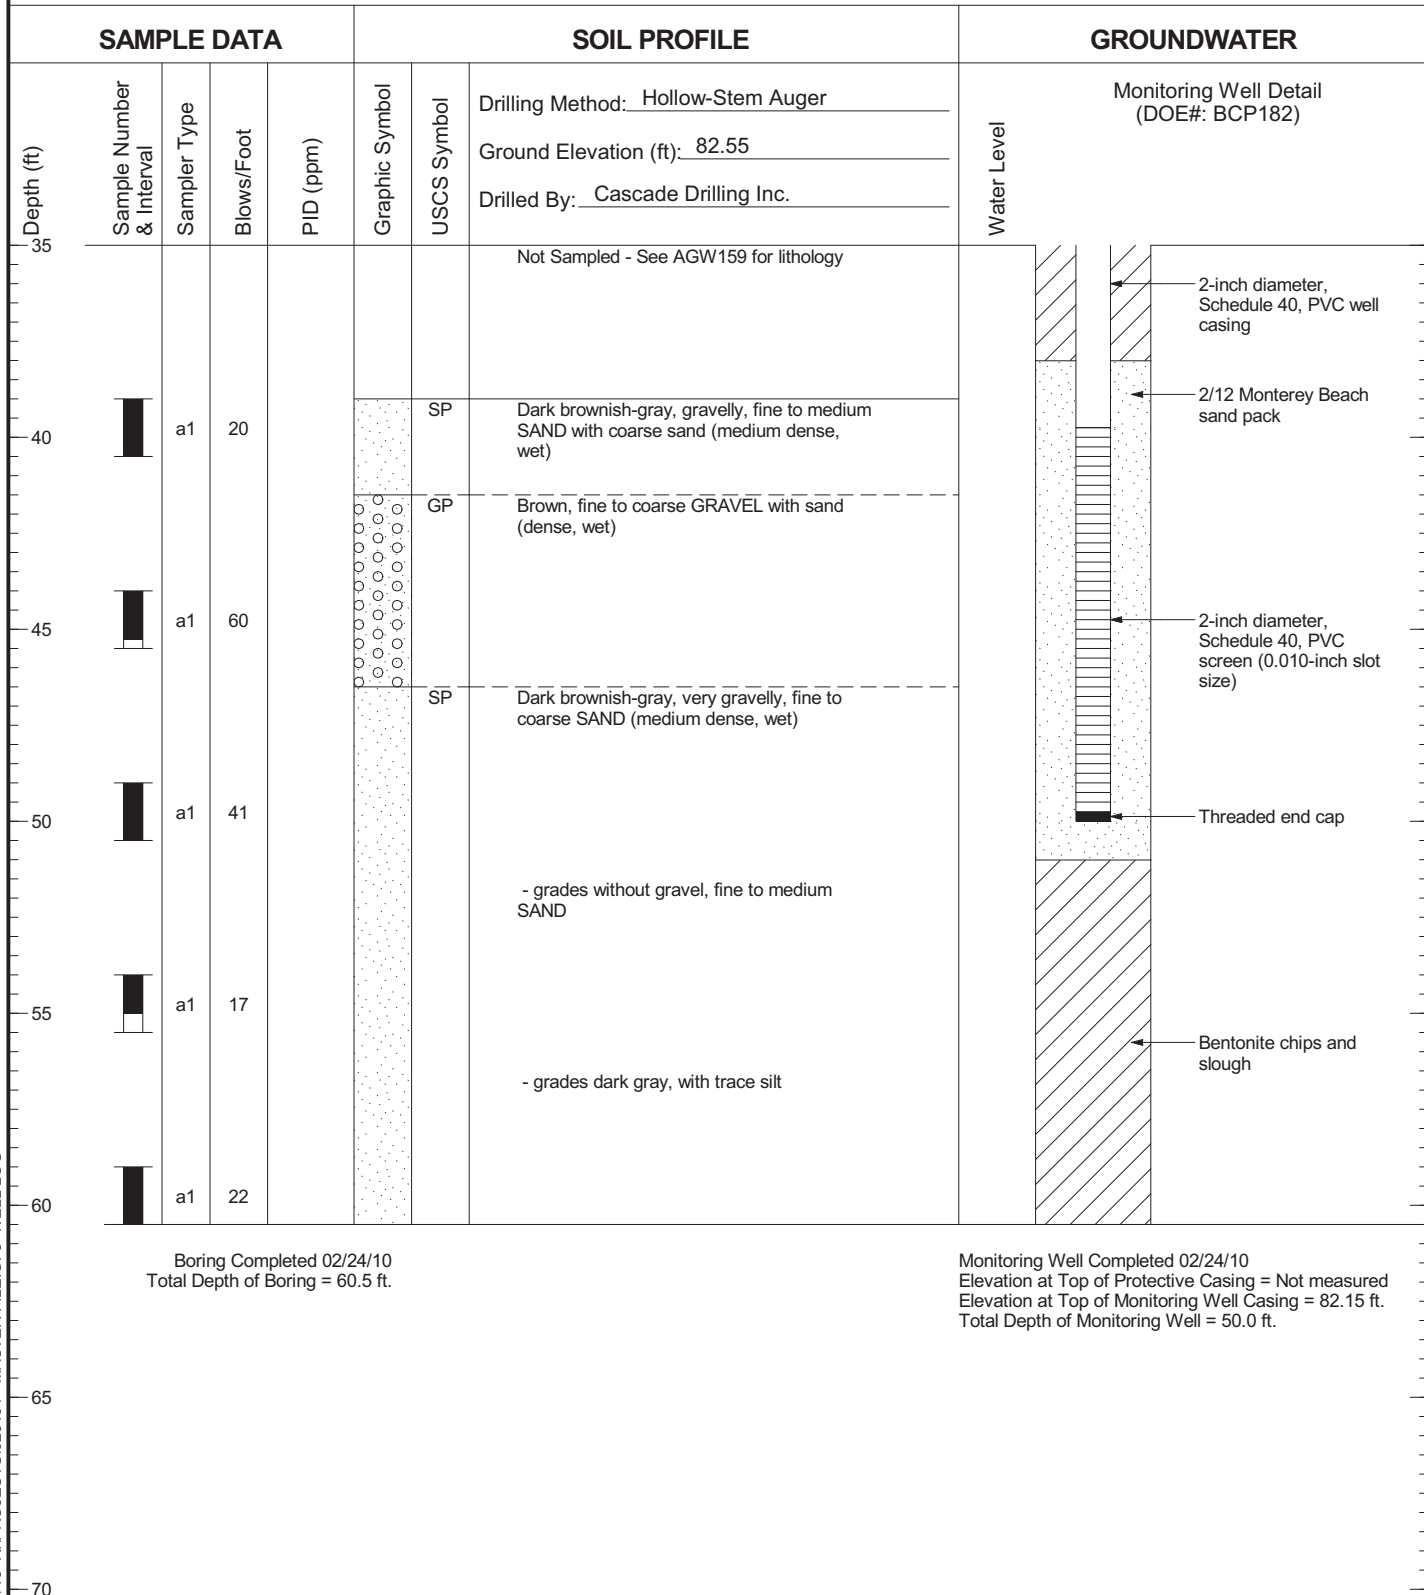 SAMPLE DATA
SOIL PROFILE
GROUNDWATER
Depth (ft)
Sample Number
& Interval
Sampler Type
Blows/Foot
PID (ppm)
Graphic Symbol
USCS Symbol
Drilling Method: Hollow-Stem Auger
Ground Elevation (ft): 82.55
Drilled By: Cascade Drilling Inc.
Water Level
Monitoring Well Detail
(DOE#: BCP182)
35
Not Sampled - See AGW159 for lithology
2-inch diameter,
Schedule 40, PVC well
casing
2/12 Monterey Beach
sand pack
40
a1
20
SP
Dark brownish-gray, gravelly, fine to medium
SAND with coarse sand (medium dense,
wet)
GP
Brown, fine to coarse GRAVEL with sand
(dense, wet)
45
a1
60
2-inch diameter,
Schedule 40, PVC
screen (0.010-inch slot
size)
SP
Dark brownish-gray, very gravelly, fine to
coarse SAND (medium dense, wet)
50
a1
41
Threaded end cap
- grades without gravel, fine to medium
SAND
55
a1
17
Bentonite chips and
slough
- grades dark gray, with trace silt
60
a1
22
Boring Completed 02/24/10
Total Depth of Boring = 60.5 ft.
Monitoring Well Completed 02/24/10
Elevation at Top of Protective Casing = Not measured
Elevation at Top of Monitoring Well Casing = 82.15 ft.
Total Depth of Monitoring Well = 50.0 ft.
65
70